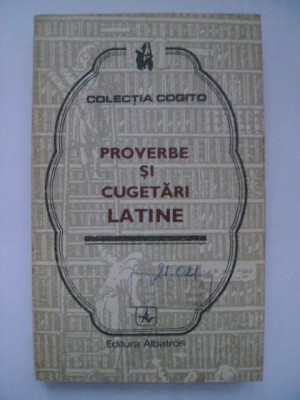 COLECȚIA COGITO
PROVERBE
ȘI
CUGETĂRI
LATINE
Editura Albatros